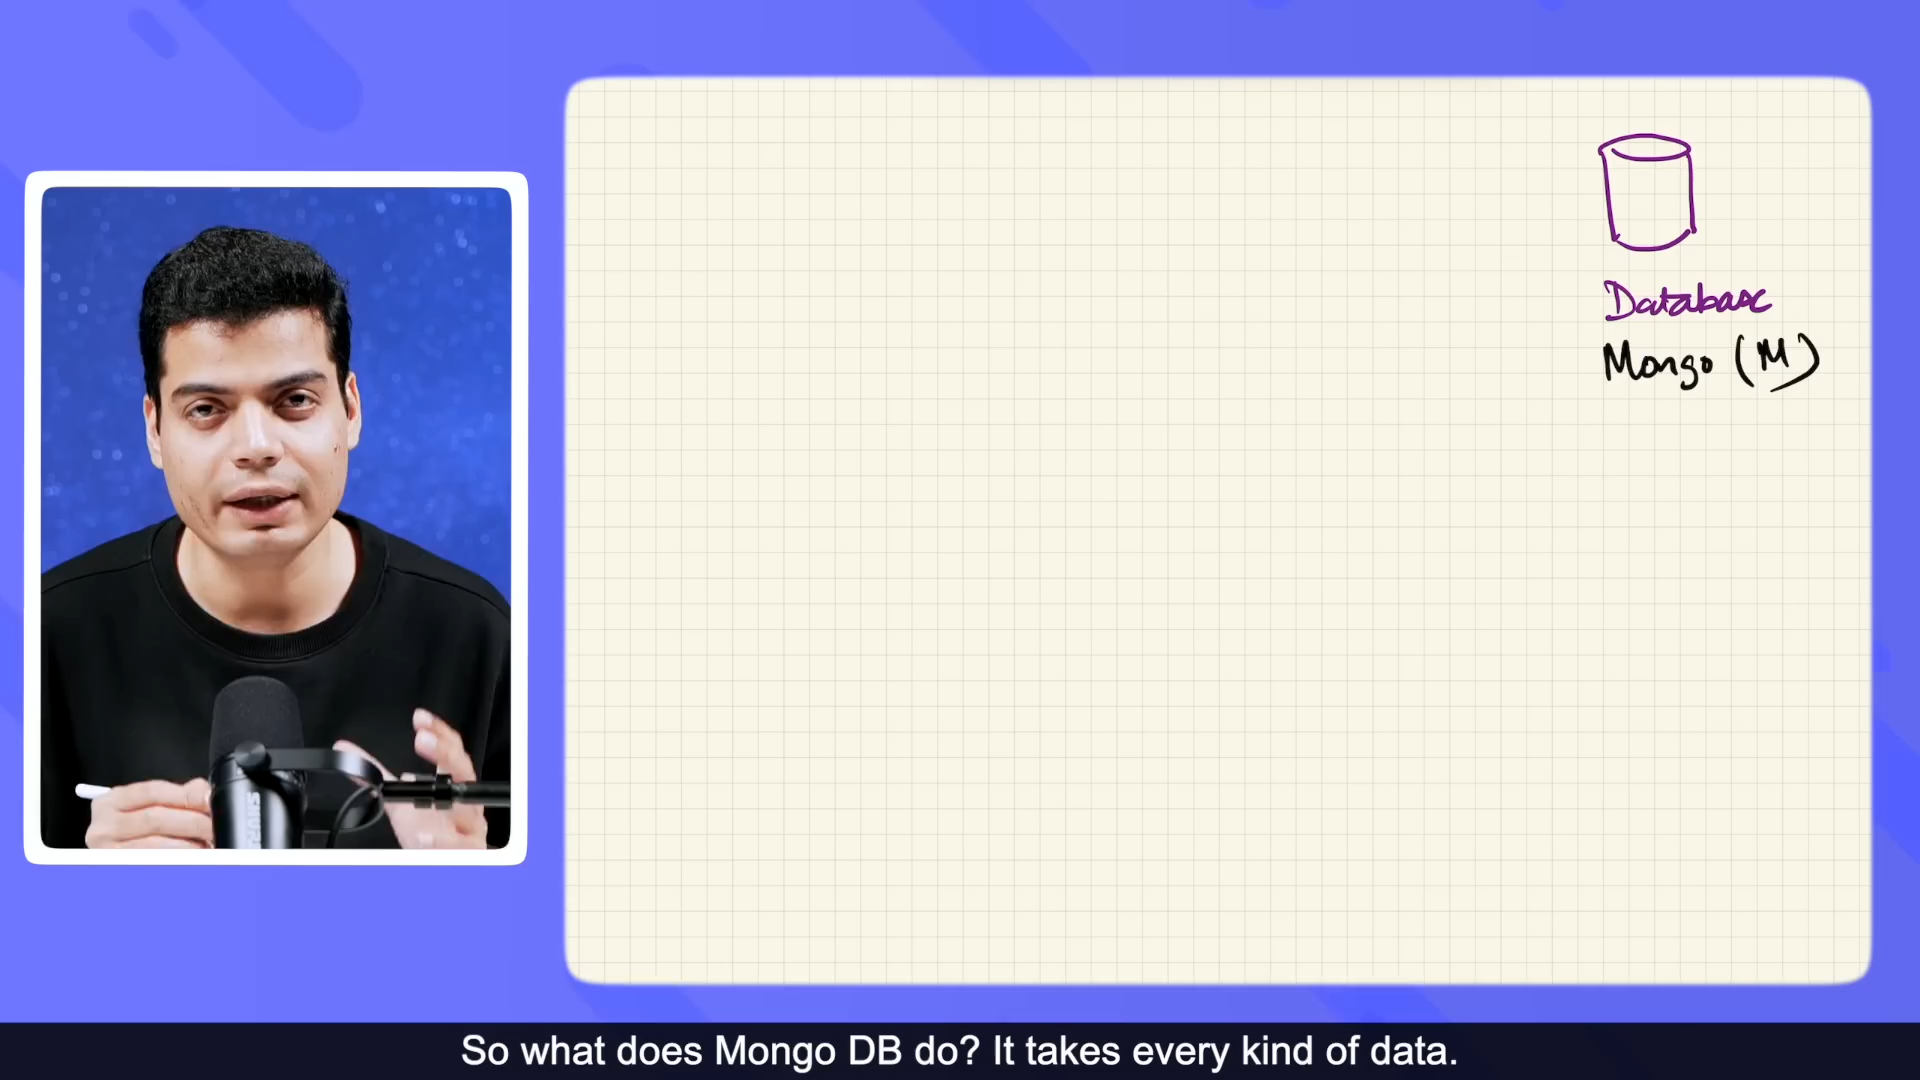 Database
Mongo (M)
So what does Mongo DB do? It takes every kind of data.